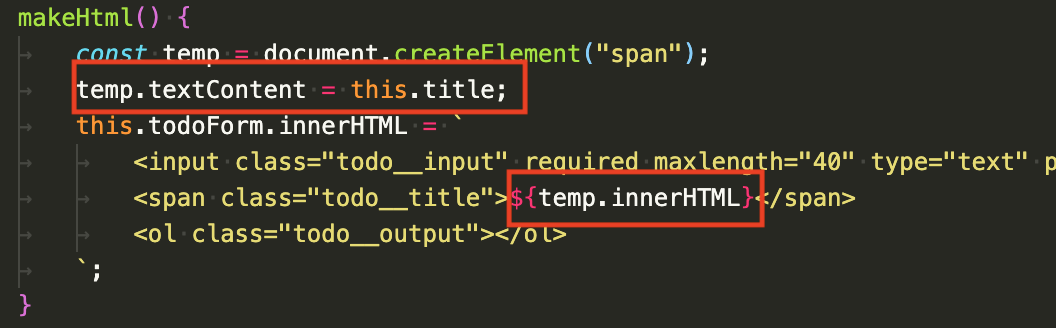 makeHtml() {
const temp = document.createElement("span");
temp.textContent = this.title;
this.todoForm.innerHTML = `
<input class="todo__input" required maxlength="40" type="text" p
<span class="todo__title">${temp.innerHTML}</span>
<ol class="todo__output"></ol>
`;
}